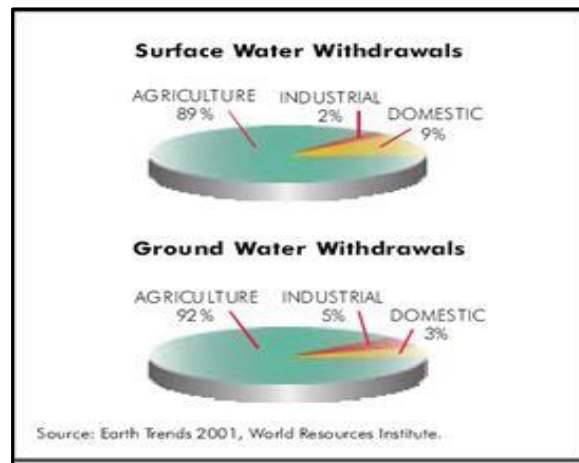 Surface Water Withdrawals
AGRICULTURE
89%
INDUSTRIAL
2%
DOMESTIC
9%
Ground Water Withdrawals
AGRICULTURE
92%
INDUSTRIAL
5%
DOMESTIC
3%
Source: Earth Trends 2001, World Resources Institute.